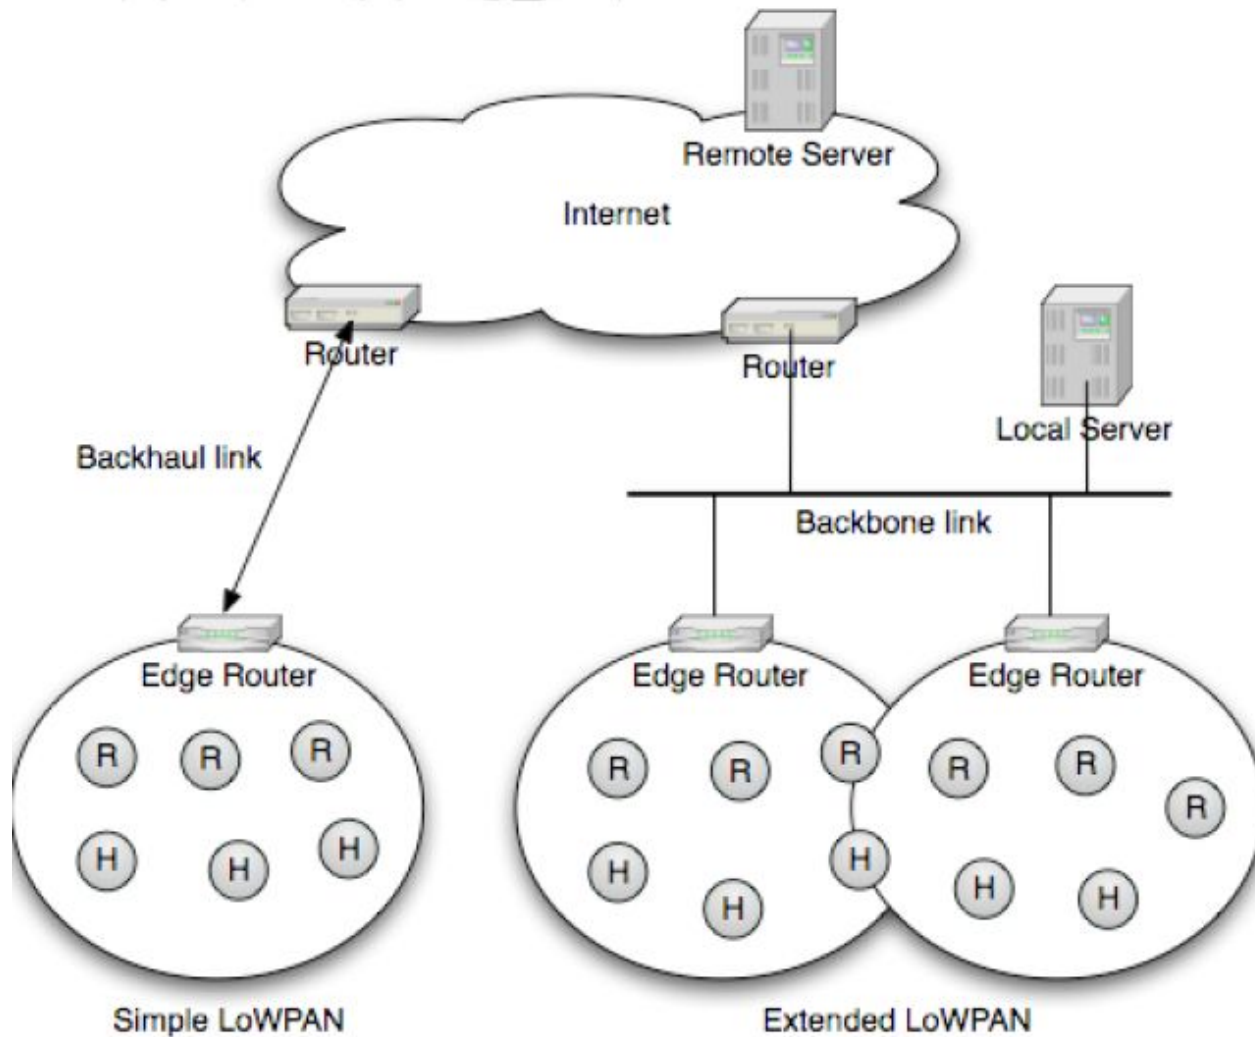 Remote Server
Internet
Router
Router
Local Server
Backhaul link
Backbone link
Edge Router
Edge Router
Edge Router
R R R
R R R R R R
H H H
H H H H H
Simple LoWPAN
Extended LoWPAN